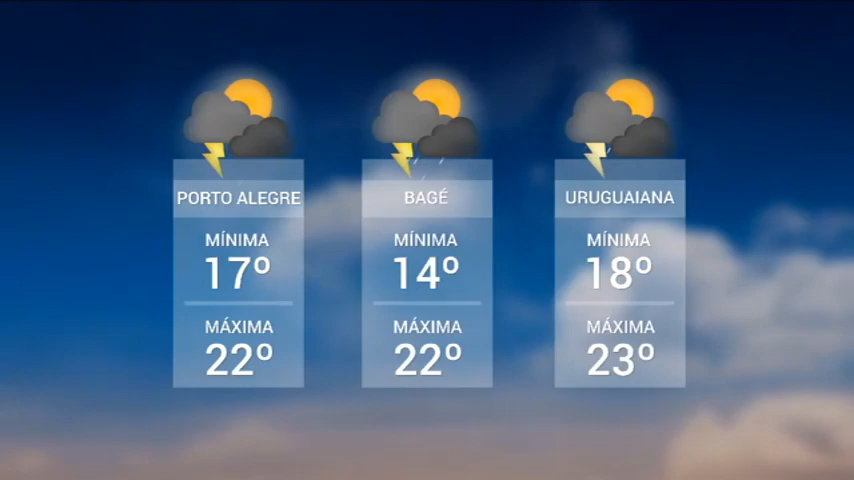 PORTO ALEGRE
MÍNIMA
17º
MÁXIMA
22º
BAGÉ
MÍNIMA
14º
MÁXIMA
22º
URUGUAIANA
MÍNIMA
18º
MÁXIMA
23º